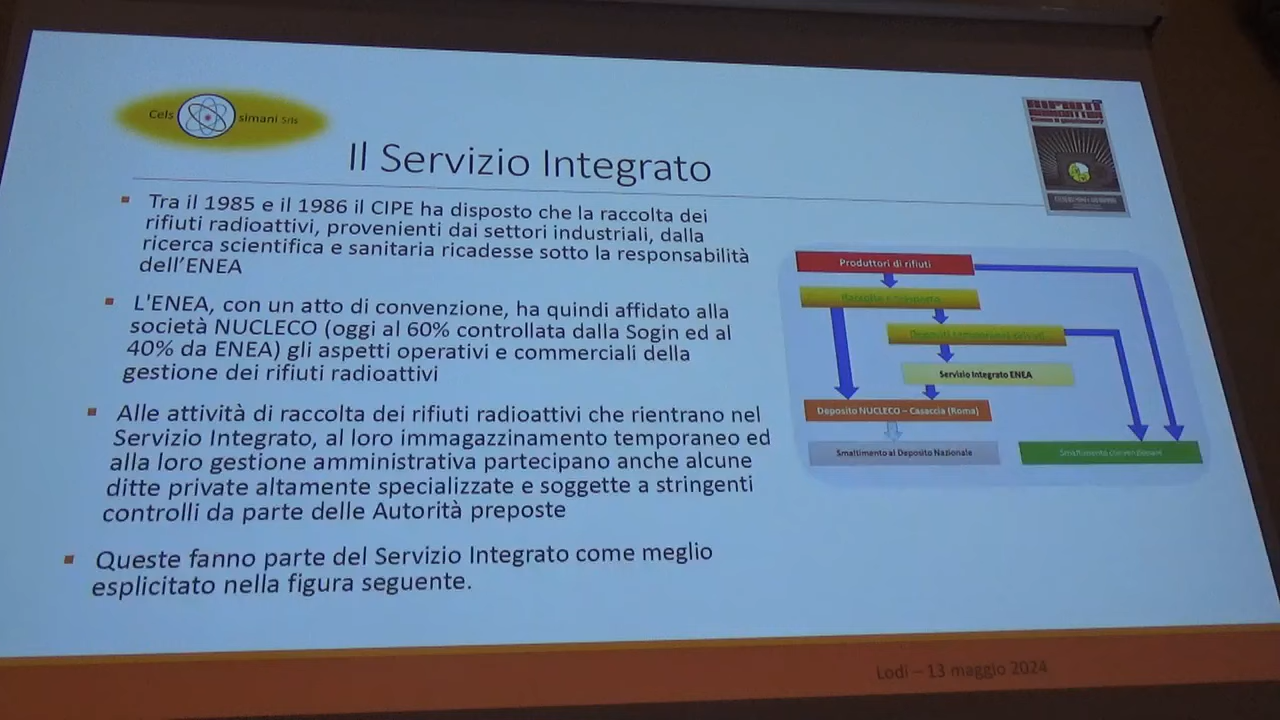 Cels simani Srls
Il Servizio Integrato
RIFIUTI
Tra il 1985 e il 1986 il CIPE ha disposto che la raccolta dei
rifiuti radioattivi, provenienti dai settori industriali, dalla
ricerca scientifica e sanitaria ricadesse sotto la responsabilità
dell'ENEA
L'ENEA, con un atto di convenzione, ha quindi affidato alla
società NUCLECO (oggi al 60% controllata dalla Sogin ed al
40% da ENEA) gli aspetti operativi e commerciali della
gestione dei rifiuti radioattivi
Alle attività di raccolta dei rifiuti radioattivi che rientrano nel
Servizio Integrato, al loro immagazzinamento temporaneo ed
alla loro gestione amministrativa partecipano anche alcune
ditte private altamente specializzate e soggette a stringenti
controlli da parte delle Autorità preposte
Queste fanno parte del Servizio Integrato come meglio
esplicitato nella figura seguente.
Produttori di rifiuti
Raccolta e trasporto
Depositi temporanei privati
Servizio Integrato ENEA
Deposito NUCLECO – Casaccia (Roma)
Smaltimento al Deposito Nazionale
Smaltimento
Lodi – 13 maggio 2024